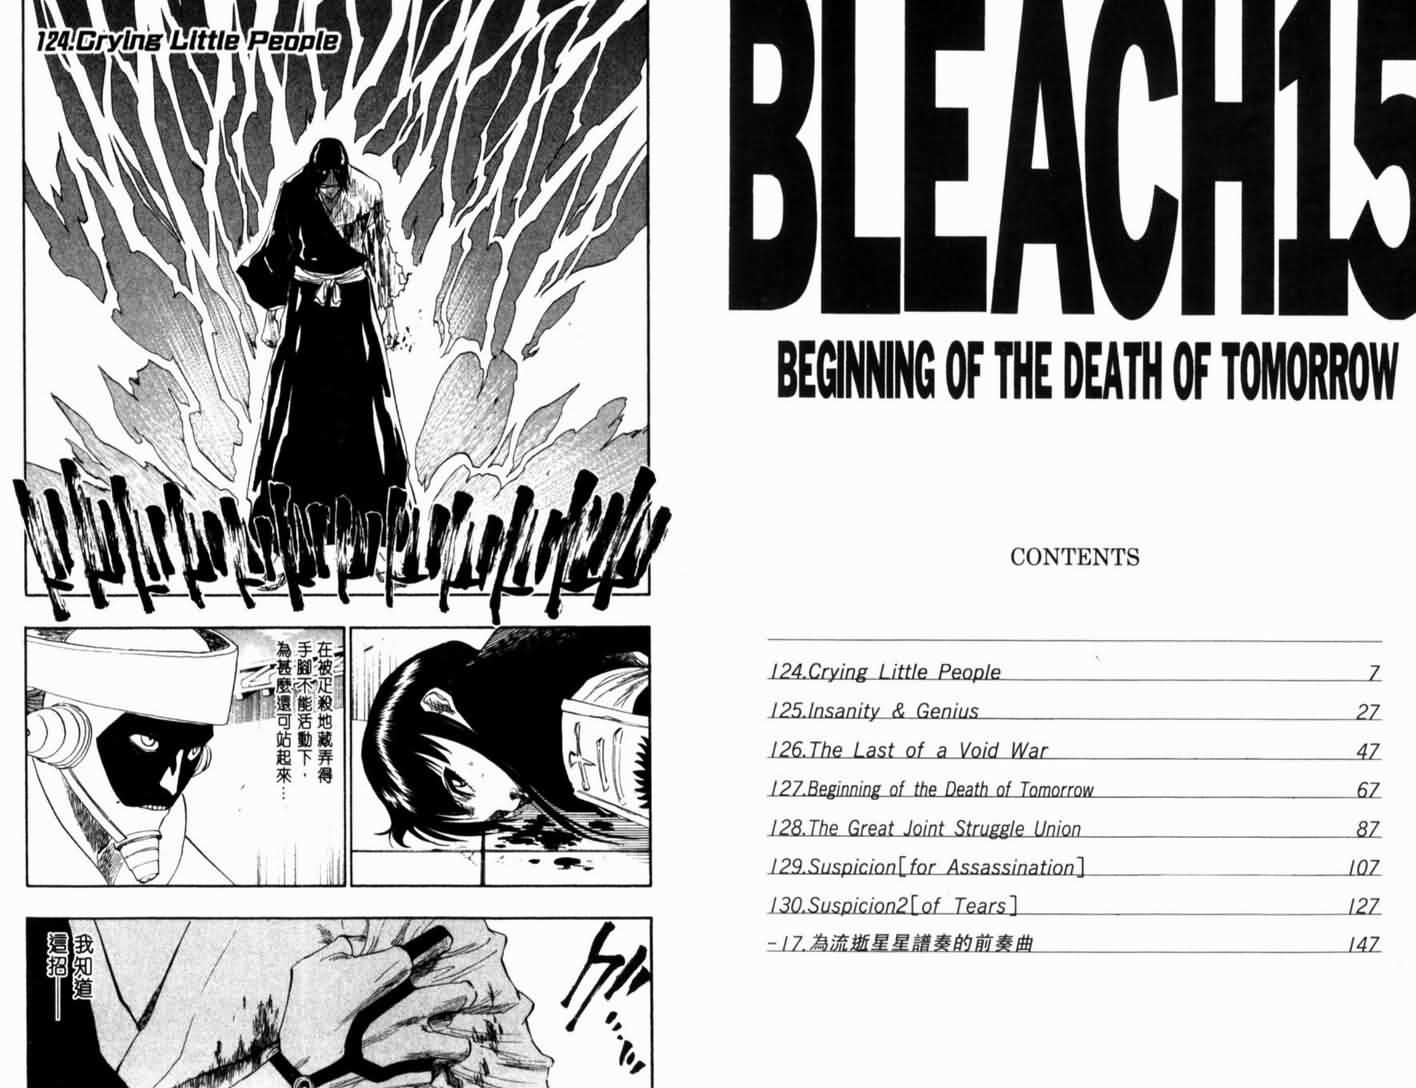 BLEACH15
BEGINNING OF THE DEATH OF TOMORROW
CONTENTS
124.Crying Little People 7
125.Insanity & Genius 27
126.The Last of a Void War 47
127.Beginning of the Death of Tomorrow 67
128.The Great Joint Struggle Union 87
129.Suspicion[for Assassination] 107
130.Suspicion2[of Tears] 127
-17.為流逝星星譜奏的前奏曲 147
124.Crying Little People
在被疋殺地藏弄得
手腳不能活動下，
為甚麼還可站起來…
我知道
這招——